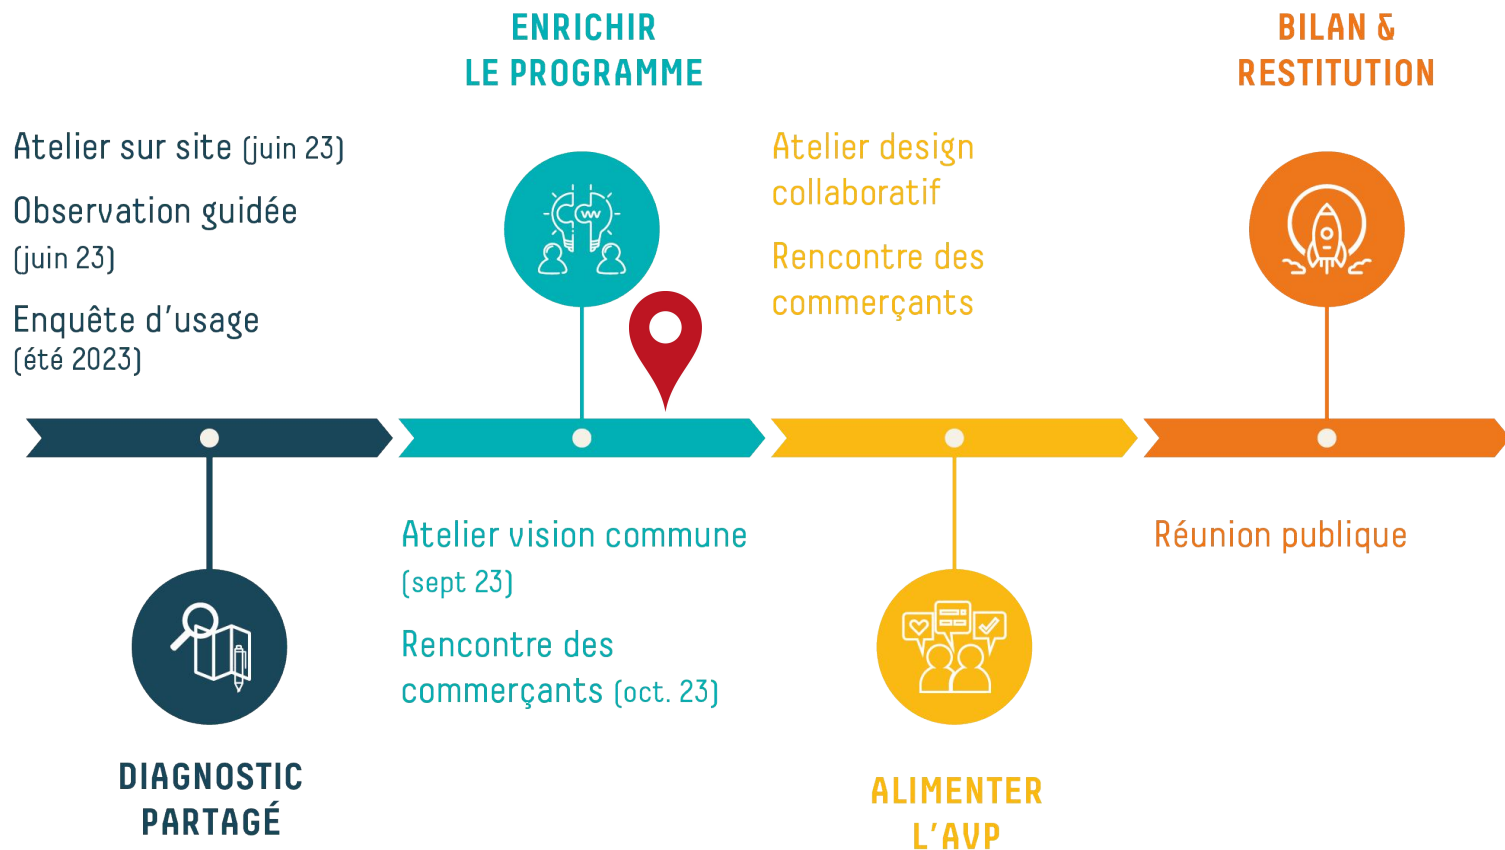 ENRICHIR
LE PROGRAMME
BILAN &
RESTITUTION
Atelier sur site (juin 23)
Observation guidée
(juin 23)
Enquête d'usage
(été 2023)
Atelier design
collaboratif
Rencontre des
commerçants
Atelier vision commune
(sept 23)
Rencontre des
commerçants (oct. 23)
Réunion publique
DIAGNOSTIC
PARTAGÉ
ALIMENTER
L'AVP